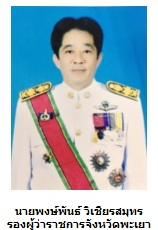 นายพงษ์พันธ์ วิเชียรสมุทร
รองผู้ว่าราชการจังหวัดพะเยา